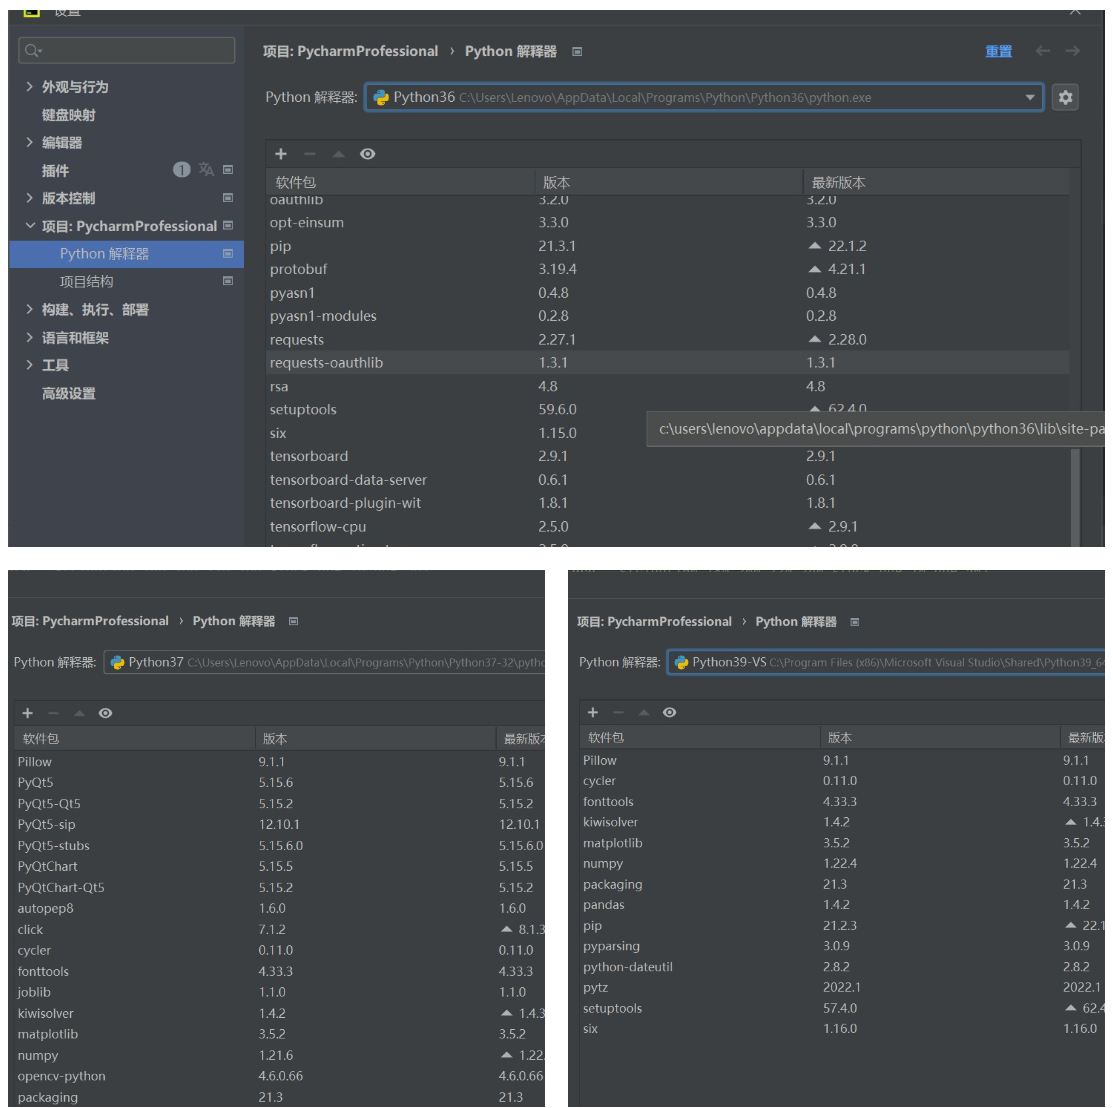 设置
项目: PycharmProfessional › Python 解释器
重置
Python 解释器: Python36 C:\Users\Lenovo\AppData\Local\Programs\Python\Python36\python.exe
外观与行为
键盘映射
编辑器
插件 1
版本控制
项目: PycharmProfessional
Python 解释器
项目结构
构建、执行、部署
语言和框架
工具
高级设置
软件包 版本 最新版本
oauthlib 3.2.0 3.2.0
opt-einsum 3.3.0 3.3.0
pip 21.3.1 22.1.2
protobuf 3.19.4 4.21.1
pyasn1 0.4.8 0.4.8
pyasn1-modules 0.2.8 0.2.8
requests 2.27.1 2.28.0
requests-oauthlib 1.3.1 1.3.1
rsa 4.8 4.8
setuptools 59.6.0 62.4.0
six 1.15.0
c:\users\lenovo\appdata\local\programs\python\python36\lib\site-pa
tensorboard 2.9.1 2.9.1
tensorboard-data-server 0.6.1 0.6.1
tensorboard-plugin-wit 1.8.1 1.8.1
tensorflow-cpu 2.5.0 2.9.1
项目: PycharmProfessional › Python 解释器
Python 解释器: Python37 C:\Users\Lenovo\AppData\Local\Programs\Python\Python37-32\pytho
软件包 版本 最新版本
Pillow 9.1.1 9.1.1
PyQt5 5.15.6 5.15.6
PyQt5-Qt5 5.15.2 5.15.2
PyQt5-sip 12.10.1 12.10.1
PyQt5-stubs 5.15.6.0 5.15.6.0
PyQtChart 5.15.5 5.15.5
PyQtChart-Qt5 5.15.2 5.15.2
autopep8 1.6.0 1.6.0
click 7.1.2 8.1.3
cycler 0.11.0 0.11.0
fonttools 4.33.3 4.33.3
joblib 1.1.0 1.1.0
kiwisolver 1.4.2 1.4.3
matplotlib 3.5.2 3.5.2
numpy 1.21.6 1.22.
opencv-python 4.6.0.66 4.6.0.66
packaging 21.3 21.3
项目: PycharmProfessional › Python 解释器
Python 解释器: Python39-VS C:\Program Files (x86)\Microsoft Visual Studio\Shared\Python39_64
软件包 版本 最新版
Pillow 9.1.1 9.1.1
cycler 0.11.0 0.11.0
fonttools 4.33.3 4.33.3
kiwisolver 1.4.2 1.4.3
matplotlib 3.5.2 3.5.2
numpy 1.22.4 1.22.4
packaging 21.3 21.3
pandas 1.4.2 1.4.2
pip 21.2.3 22.1
pyparsing 3.0.9 3.0.9
python-dateutil 2.8.2 2.8.2
pytz 2022.1 2022.1
setuptools 57.4.0 62.4
six 1.16.0 1.16.0